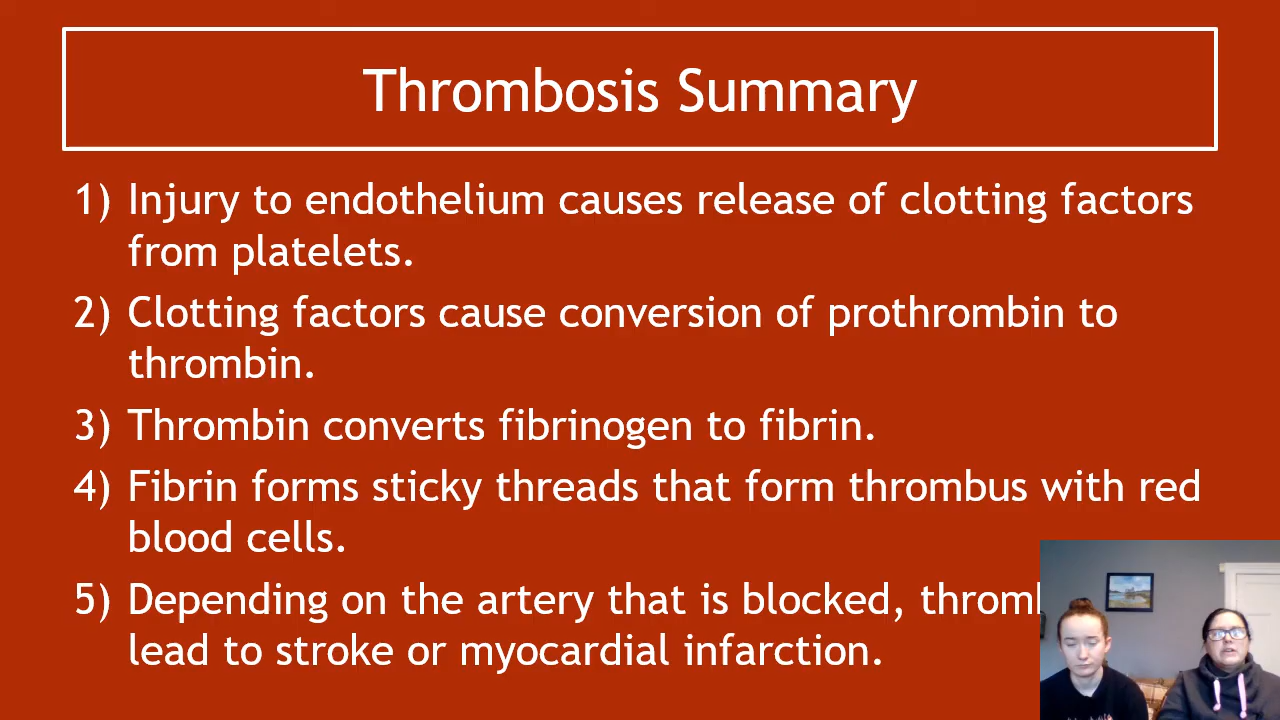 Thrombosis Summary
1) Injury to endothelium causes release of clotting factors
from platelets.
2) Clotting factors cause conversion of prothrombin to
thrombin.
3) Thrombin converts fibrinogen to fibrin.
4) Fibrin forms sticky threads that form thrombus with red
blood cells.
5) Depending on the artery that is blocked,
lead to stroke or myocardial infarction.